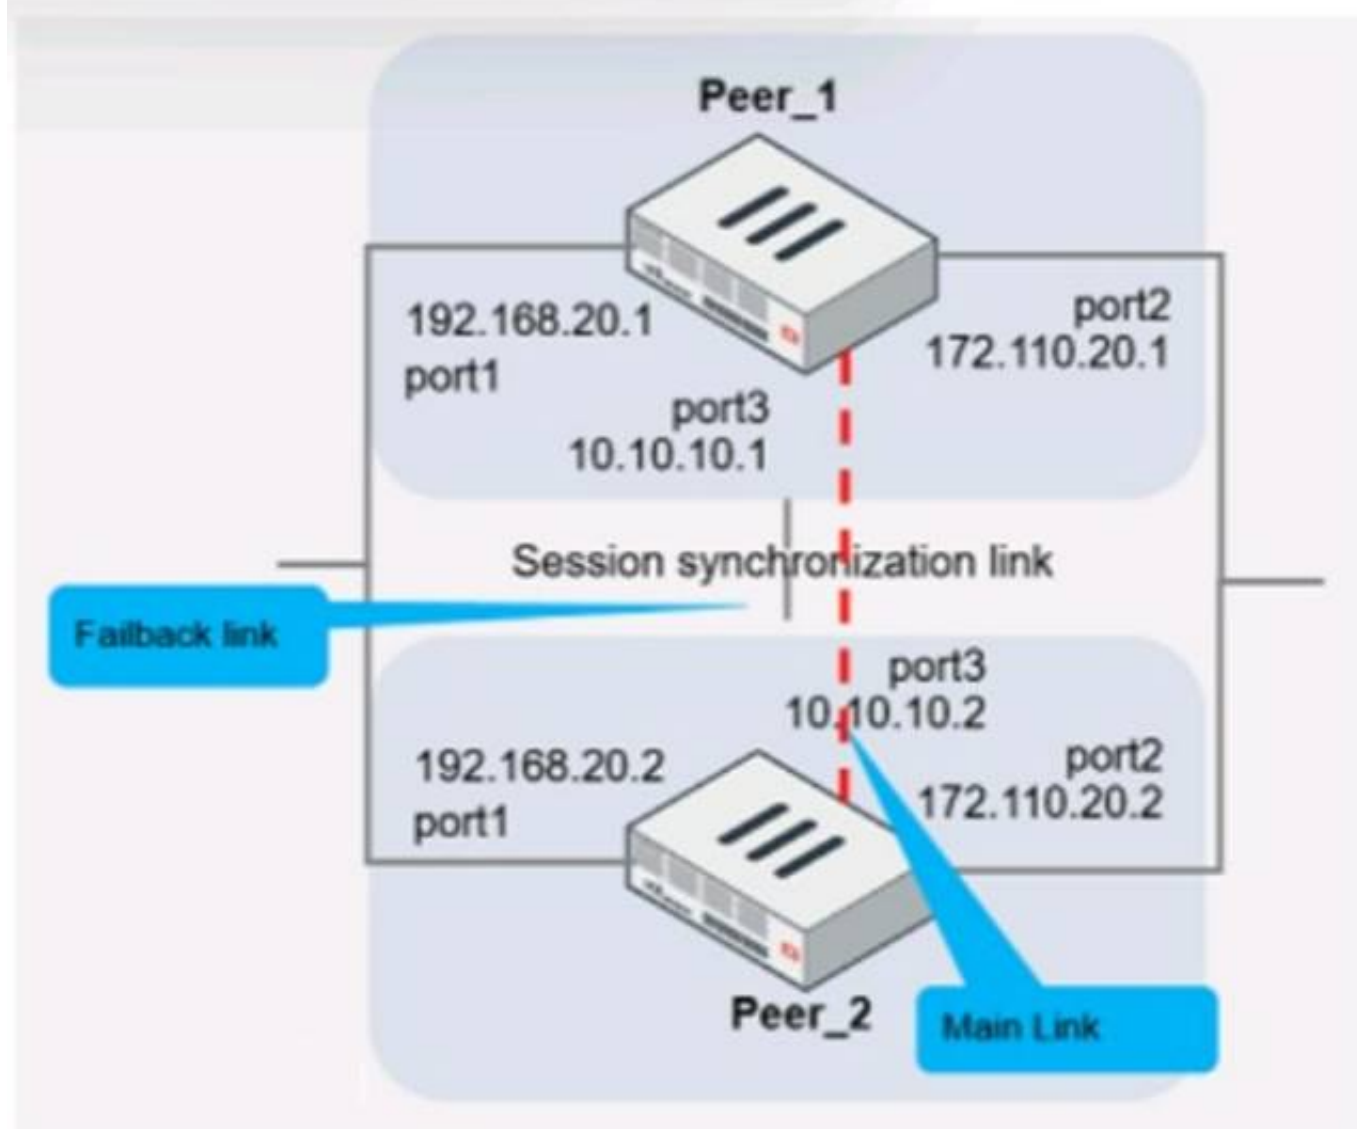 Peer_1
192.168.20.1
port1
port2
172.110.20.1
port3
10.10.10.1
Session synchronization link
Failback link
port3
10.10.10.2
192.168.20.2
port1
port2
172.110.20.2
Peer_2
Main Link